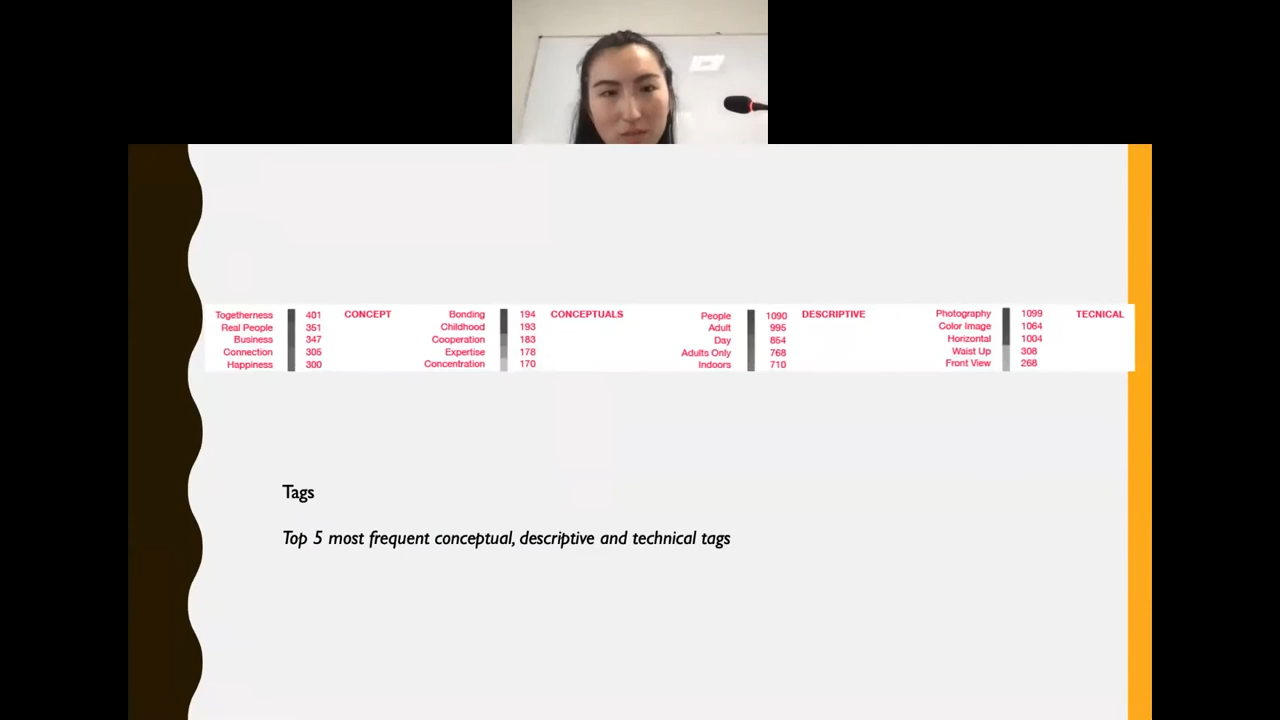 Togetherness 401 CONCEPT Bonding 194 CONCEPTUALS People 1090 DESCRIPTIVE Photography 1099 TECNICAL
Real People 351 Childhood 193 Adult 995 Color Image 1064
Business 347 Cooperation 183 Day 854 Horizontal 1004
Connection 305 Expertise 178 Adults Only 768 Waist Up 308
Happiness 300 Concentration 170 Indoors 710 Front View 268
Tags
Top 5 most frequent conceptual, descriptive and technical tags